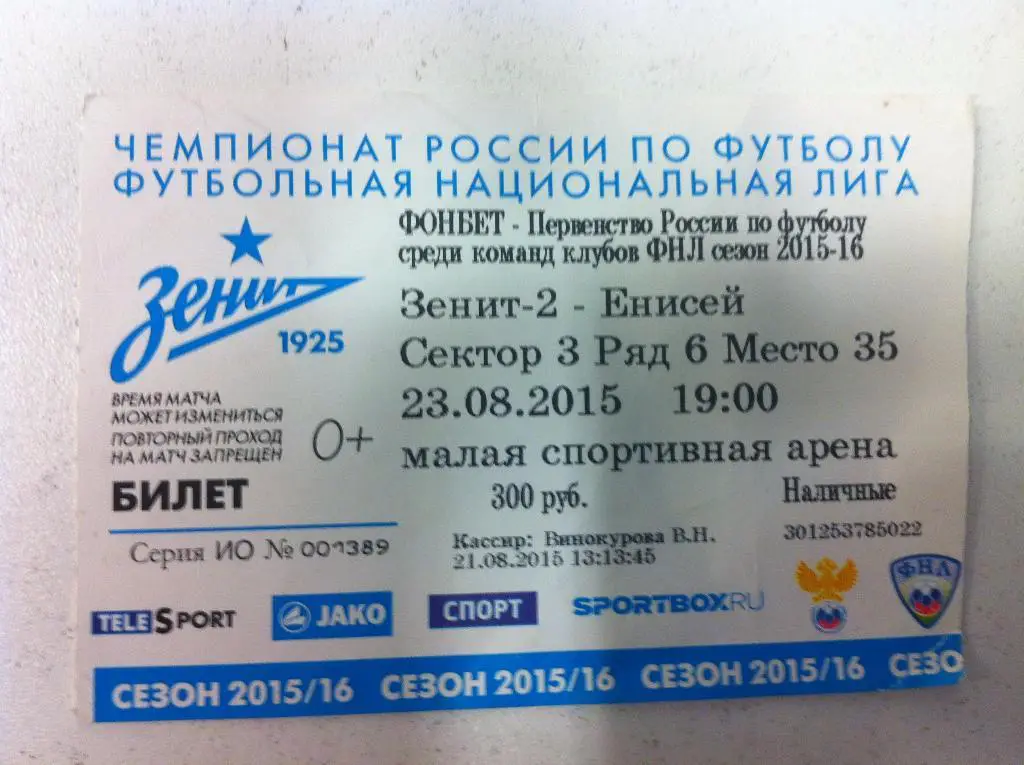 ЧЕМПИОНАТ РОССИИ ПО ФУТБОЛУ
ФУТБОЛЬНАЯ НАЦИОНАЛЬНАЯ ЛИГА
ФОНБЕТ - Первенство России по футболу
среди команд клубов ФНЛ сезон 2015-16
Зенит
1925
Зенит-2 - Енисей
Сектор 3 Ряд 6 Место 35
23.08.2015 19:00
малая спортивная арена
ВРЕМЯ МАТЧА
МОЖЕТ ИЗМЕНИТЬСЯ
ПОВТОРНЫЙ ПРОХОД
НА МАТЧ ЗАПРЕЩЕН
0+
БИЛЕТ
300 руб.
Наличные
Серия ИО № 001389
Кассир: Винокурова В.Н.
21.08.2015 13:13:45
301253785022
TELE SPORT
JAKO
СПОРТ
SPORTBOX.RU
ФНЛ
СЕЗОН 2015/16 СЕЗОН 2015/16 СЕЗОН 2015/16 СЕЗО